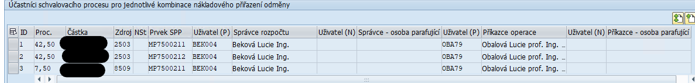 Účastníci schvalovacího procesu pro jednotlivé kombinace nákladového přiřazení odměny
ID Proc. Částka Zdroj NSt Prvek SPP Uživatel (P) Správce rozpočtu Uživatel (N) Správce - osoba parafující Uživatel (P) Příkazce operace Uživatel (N) Příkazce - osoba parafující
1 42,50 2503 MP7500211 BEK004 Beková Lucie Ing. OBA79 Obalová Lucie prof. Ing. ...
2 42,50 2503 MP7500211 BEK004 Beková Lucie Ing. OBA79 Obalová Lucie prof. Ing. ...
3 7,50 8509 MP7500211 BEK004 Beková Lucie Ing. OBA79 Obalová Lucie prof. Ing. ...